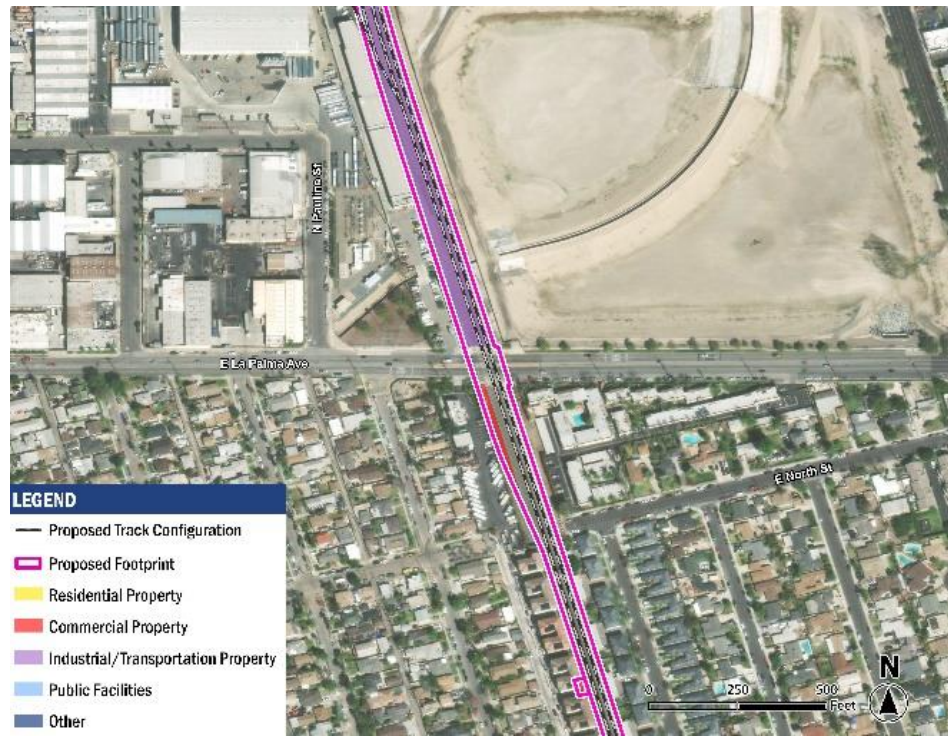 N Pauline St
E La Palma Ave
E North St
LEGEND
Proposed Track Configuration
Proposed Footprint
Residential Property
Commercial Property
Industrial/Transportation Property
Public Facilities
Other
N
0 250 500
Feet